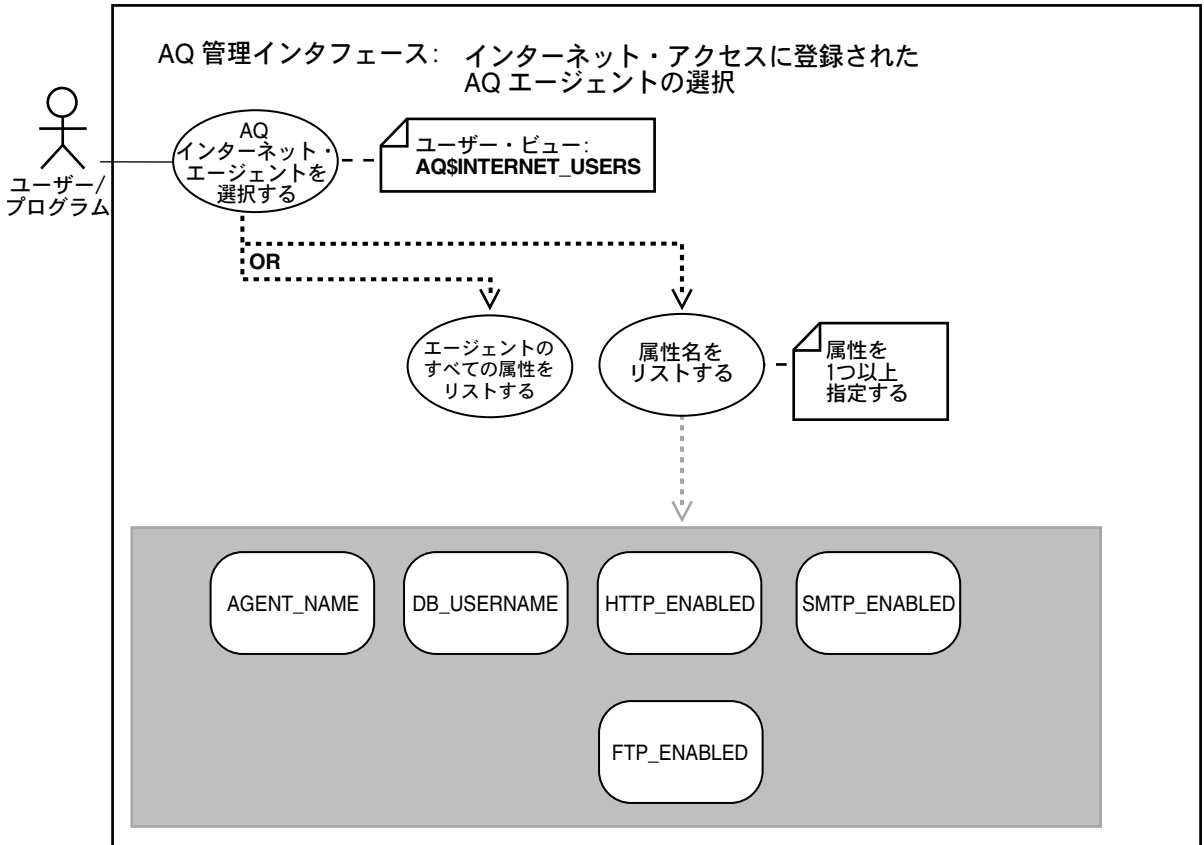 AQ 管理インタフェース: インターネット・アクセスに登録された
AQ エージェントの選択
ユーザー/
プログラム
AQ
インターネット・
エージェントを
選択する
ユーザー・ビュー:
AQ$INTERNET_USERS
OR
エージェントの
すべての属性を
リストする
属性名を
リストする
属性を
1つ以上
指定する
AGENT_NAME
DB_USERNAME
HTTP_ENABLED
SMTP_ENABLED
FTP_ENABLED